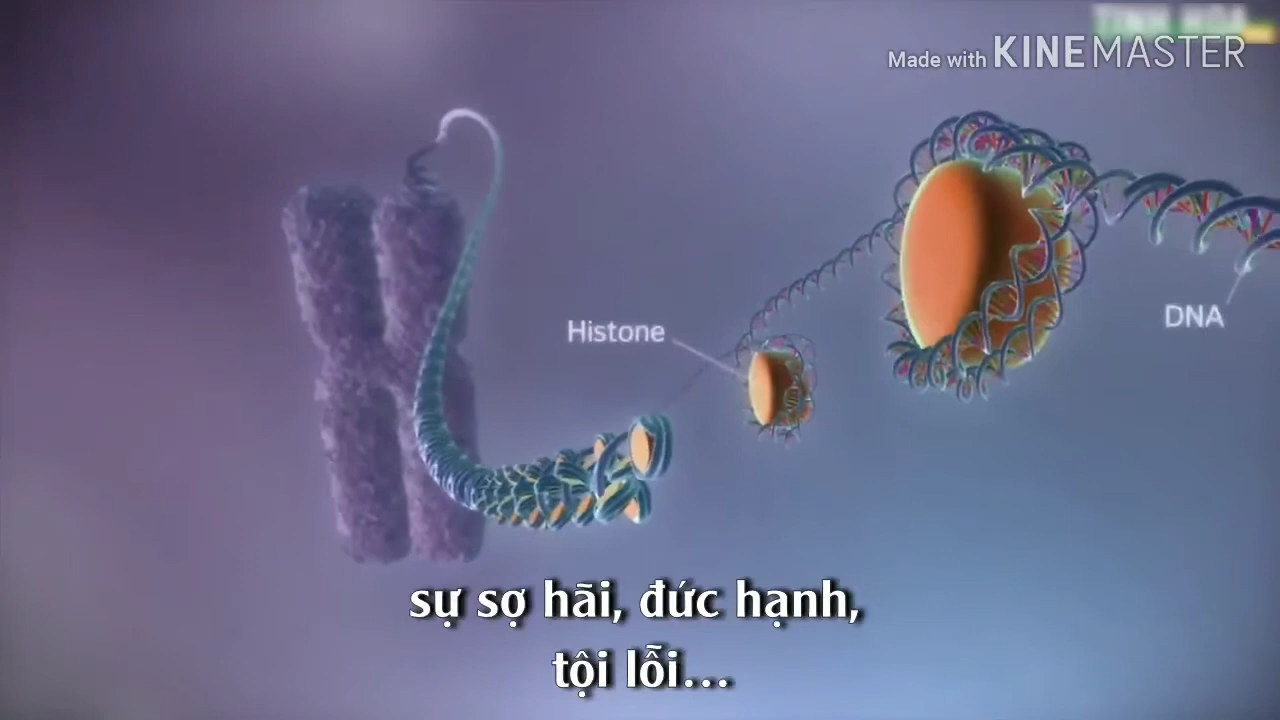 Made with KINEMASTER
Histone
DNA
sự sợ hãi, đức hạnh,
tội lỗi...